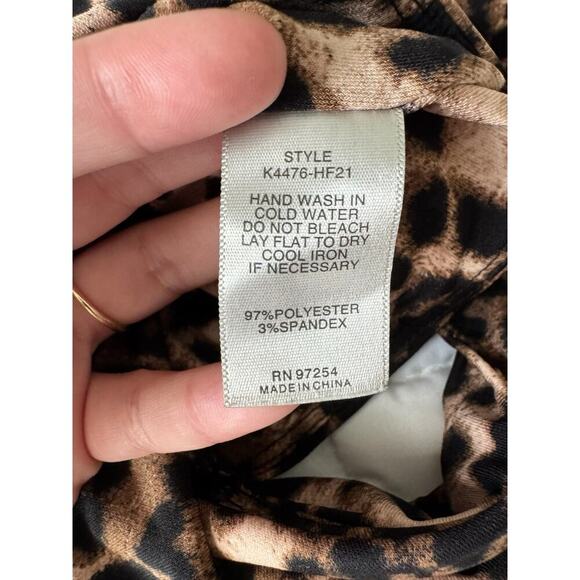 STYLE
K4476-HF21
HAND WASH IN
COLD WATER
DO NOT BLEACH
LAY FLAT TO DRY
COOL IRON
IF NECESSARY
97%POLYESTER
3%SPANDEX
RN 97254
MADE IN CHINA